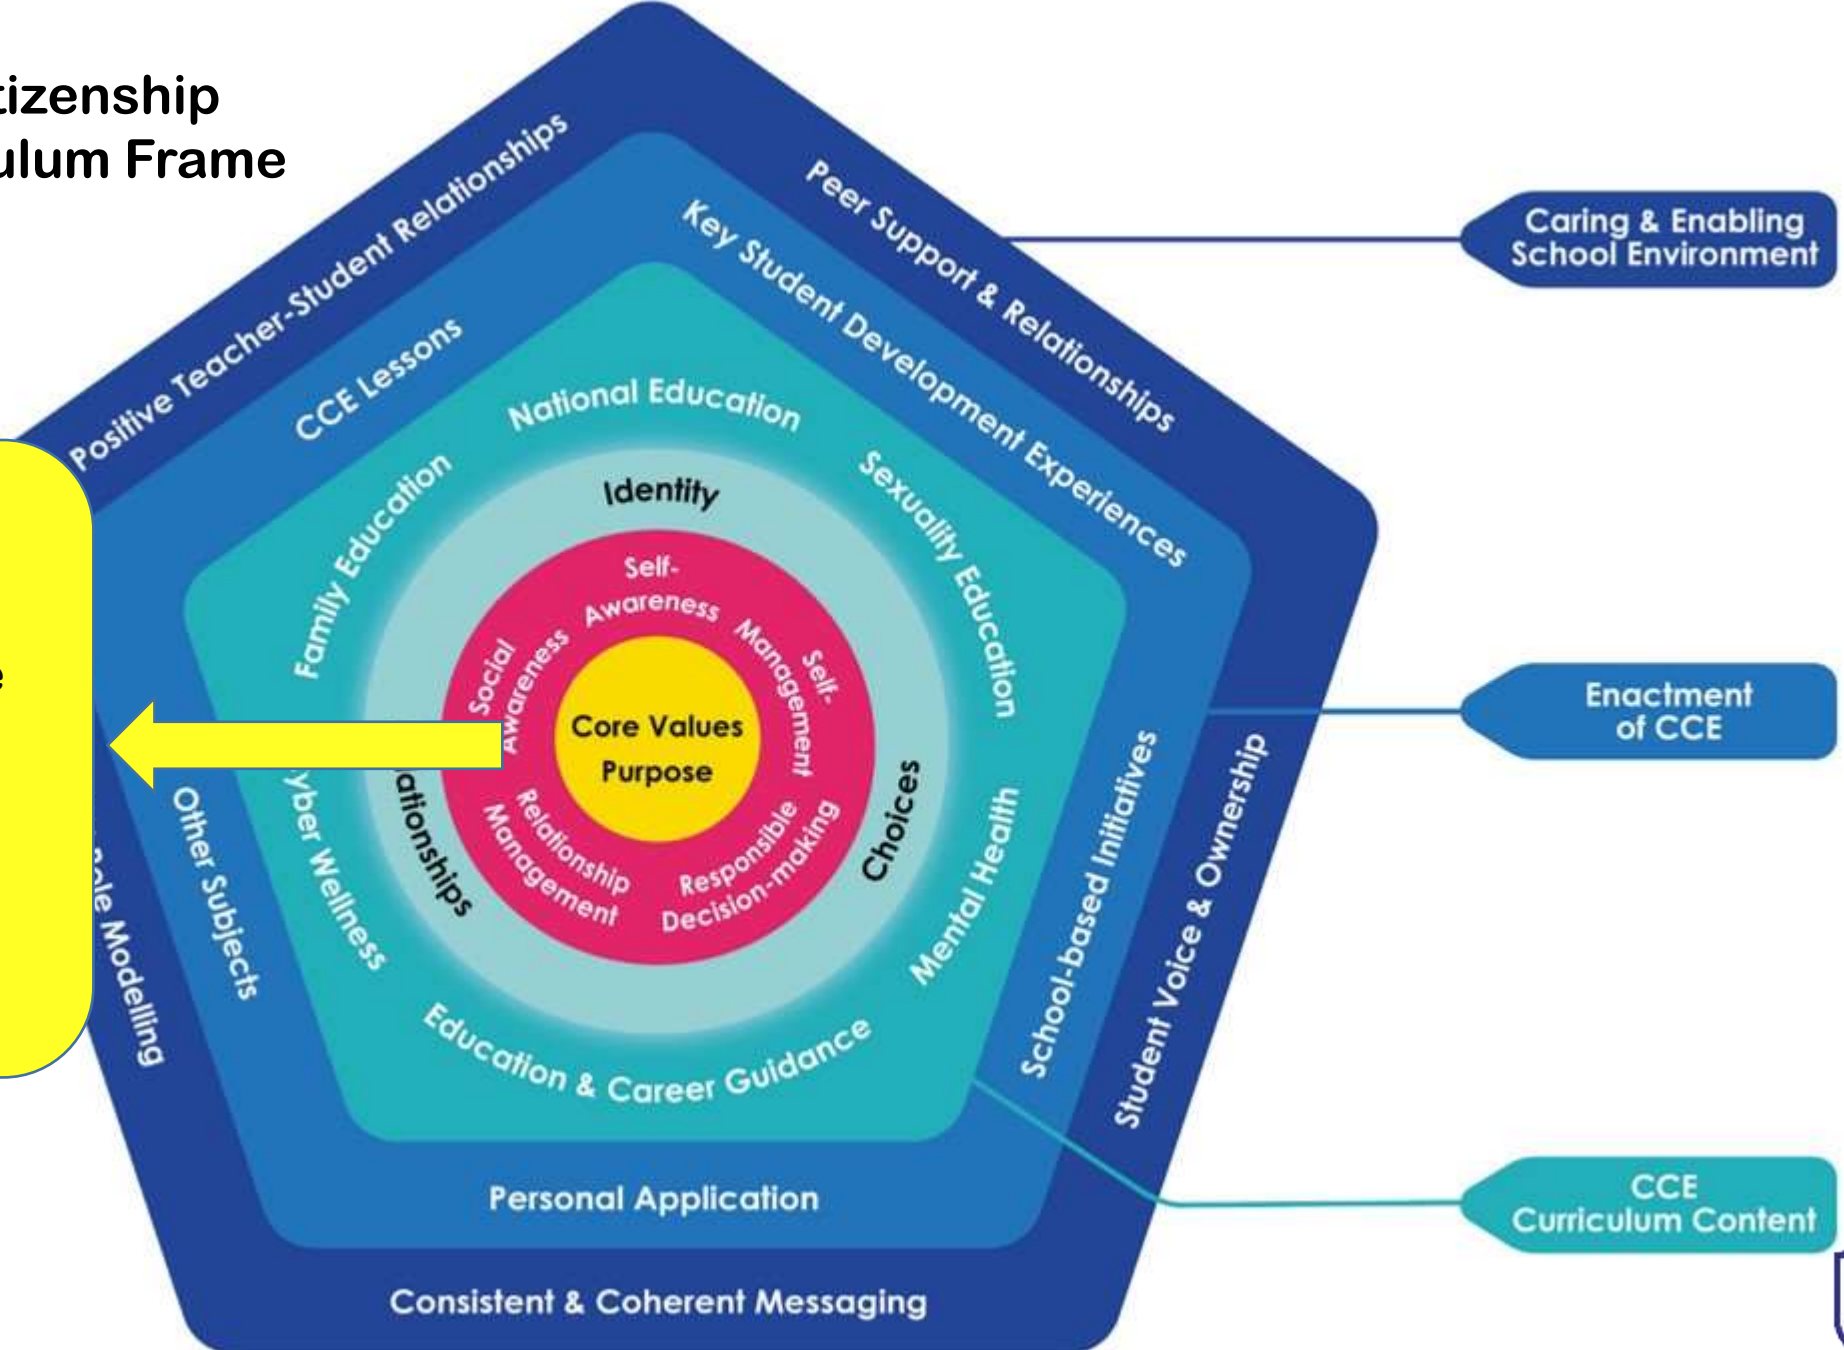 tizenship
ulum Frame
Positive Teacher-Student Relationships
Peer Support & Relationships
CCE Lessons
Key Student Development Experiences
National Education
Family Education
Sexuality Education
Identity
Self-
Awareness
Social
Awareness
Self-
Management
e
Core Values
Purpose
Relationship
Management
Responsible
Decision-making
ationships
Choices
yber Wellness
Mental Health
Education & Career Guidance
Other Subjects
School-based Initiatives
ole Modelling
Student Voice & Ownership
Personal Application
Consistent & Coherent Messaging
Caring & Enabling
School Environment
Enactment
of CCE
CCE
Curriculum Content